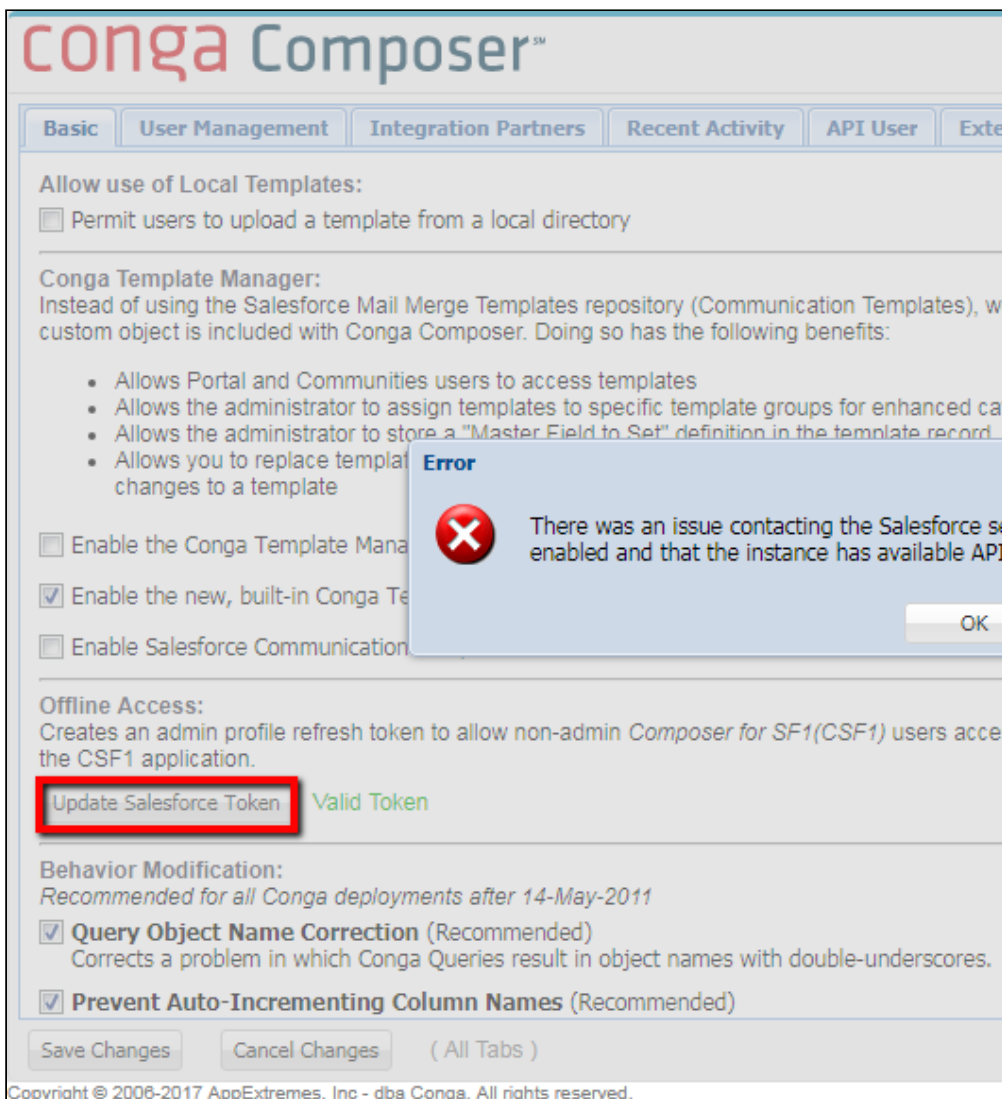 conga Composer℠
Basic User Management Integration Partners Recent Activity API User Exte
Allow use of Local Templates:
Permit users to upload a template from a local directory
Conga Template Manager:
Instead of using the Salesforce Mail Merge Templates repository (Communication Templates), w
custom object is included with Conga Composer. Doing so has the following benefits:
• Allows Portal and Communities users to access templates
• Allows the administrator to assign templates to specific template groups for enhanced ca
• Allows the administrator to store a "Master Field to Set" definition in the template record
• Allows you to replace templat
changes to a template
Error
There was an issue contacting the Salesforce se
enabled and that the instance has available API
OK
Enable the Conga Template Mana
Enable the new, built-in Conga Te
Enable Salesforce Communication
Offline Access:
Creates an admin profile refresh token to allow non-admin Composer for SF1(CSF1) users acce
the CSF1 application.
Update Salesforce Token Valid Token
Behavior Modification:
Recommended for all Conga deployments after 14-May-2011
Query Object Name Correction (Recommended)
Corrects a problem in which Conga Queries result in object names with double-underscores.
Prevent Auto-Incrementing Column Names (Recommended)
Save Changes Cancel Changes ( All Tabs )
Copyright © 2006-2017 AppExtremes, Inc - dba Conga. All rights reserved.